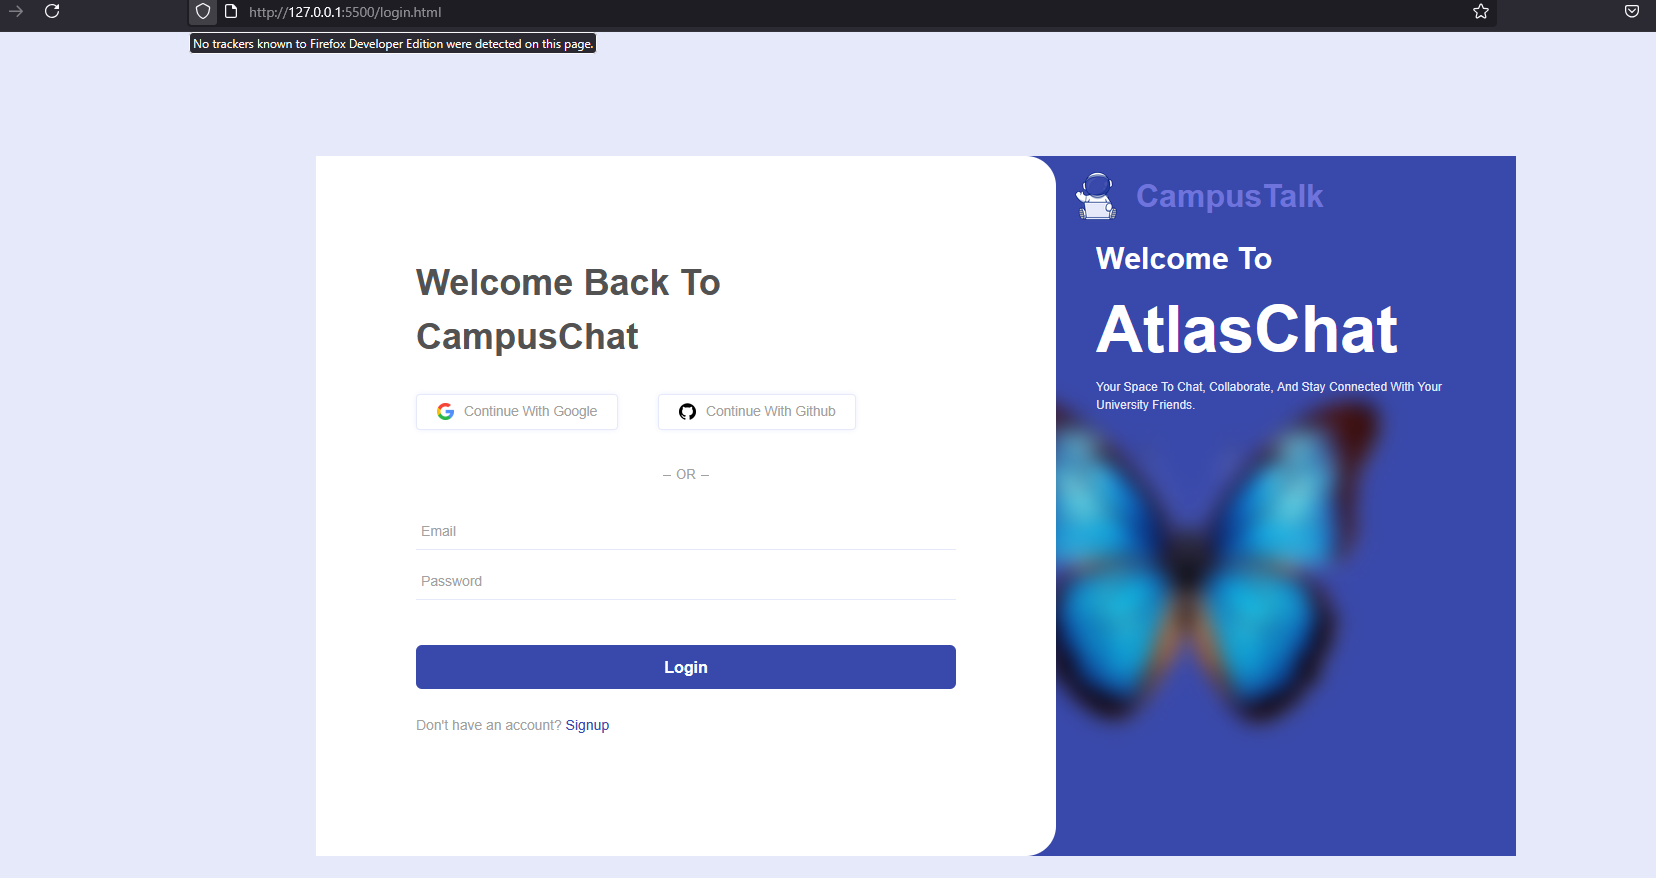 http://127.0.0.1:5500/login.html
No trackers known to Firefox Developer Edition were detected on this page.
Welcome Back To
CampusChat
Continue With Google
Continue With Github
– OR –
Email
Password
Login
Don't have an account? Signup
CampusTalk
Welcome To
AtlasChat
Your Space To Chat, Collaborate, And Stay Connected With Your
University Friends.